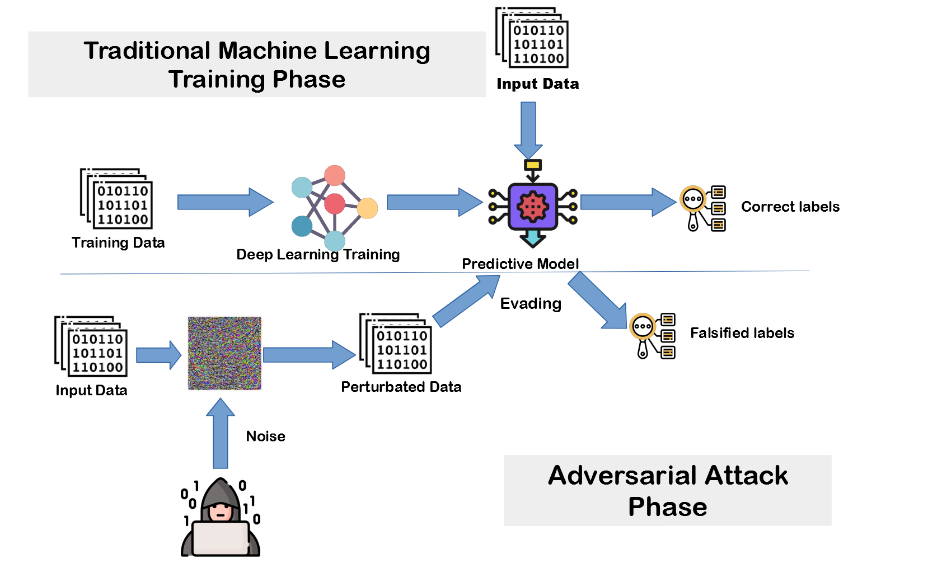 Traditional Machine Learning
Training Phase
010110
101101
110100
Input Data
010110
101101
110100
Training Data
Deep Learning Training
Predictive Model
Correct labels
Evading
Falsified labels
010110
101101
110100
Input Data
010110
101101
110100
Perturbated Data
Noise
0 1 0
0 1
1 0
Adversarial Attack
Phase